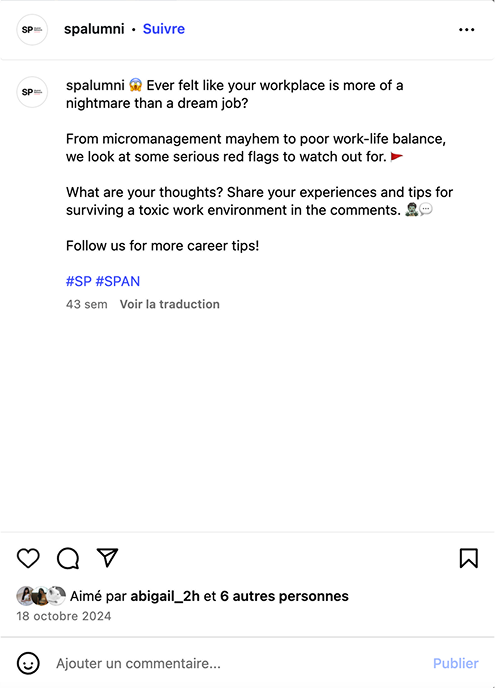 SP
spalumni • Suivre
SP
spalumni 😱 Ever felt like your workplace is more of a
nightmare than a dream job?
From micromanagement mayhem to poor work-life balance,
we look at some serious red flags to watch out for. 🚩
What are your thoughts? Share your experiences and tips for
surviving a toxic work environment in the comments. 🧟💬
Follow us for more career tips!
#SP #SPAN
43 sem Voir la traduction
Aimé par abigail_2h et 6 autres personnes
18 octobre 2024
Ajouter un commentaire... Publier